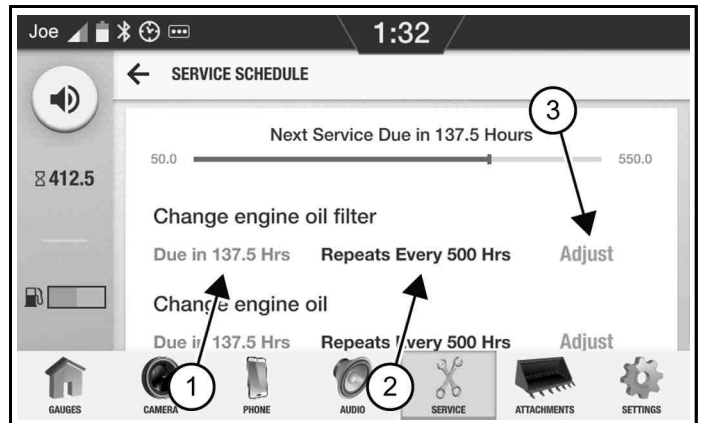 Joe 1:32
SERVICE SCHEDULE
3
Next Service Due in 137.5 Hours
50.0 550.0
412.5
Change engine oil filter
Due in 137.5 Hrs Repeats Every 500 Hrs Adjust
Change engine oil
Due in 137.5 Hrs Repeats Every 500 Hrs Adjust
1 2
GAUGES CAMERA PHONE AUDIO SERVICE ATTACHMENTS SETTINGS